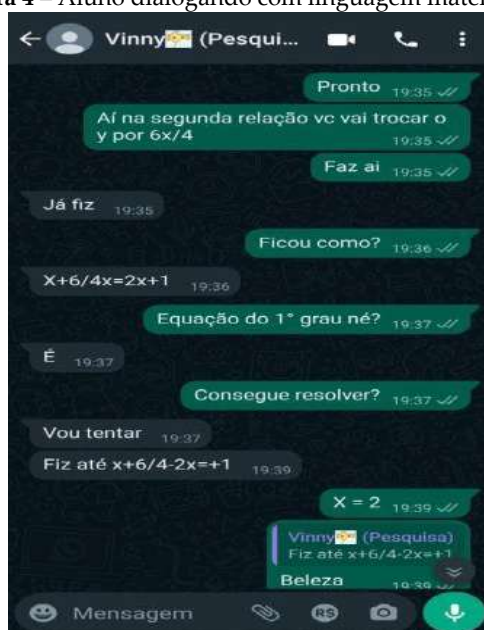 4 – Aluno dialogando com linguagem matem
Vinny (Pesqui...
Pronto 19:35
Aí na segunda relação vc vai trocar o
y por 6x/4
19:35
Faz ai 19:35
Já fiz 19:35
Ficou como? 19:36
X+6/4x=2x+1 19:36
Equação do 1° grau né? 19:37
É 19:37
Consegue resolver? 19:37
Vou tentar 19:37
Fiz até x+6/4-2x=+1 19:39
X = 2 19:39
Vinny (Pesquisa)
Fiz até x+6/4-2x=+1
Beleza 19:39
Mensagem R$